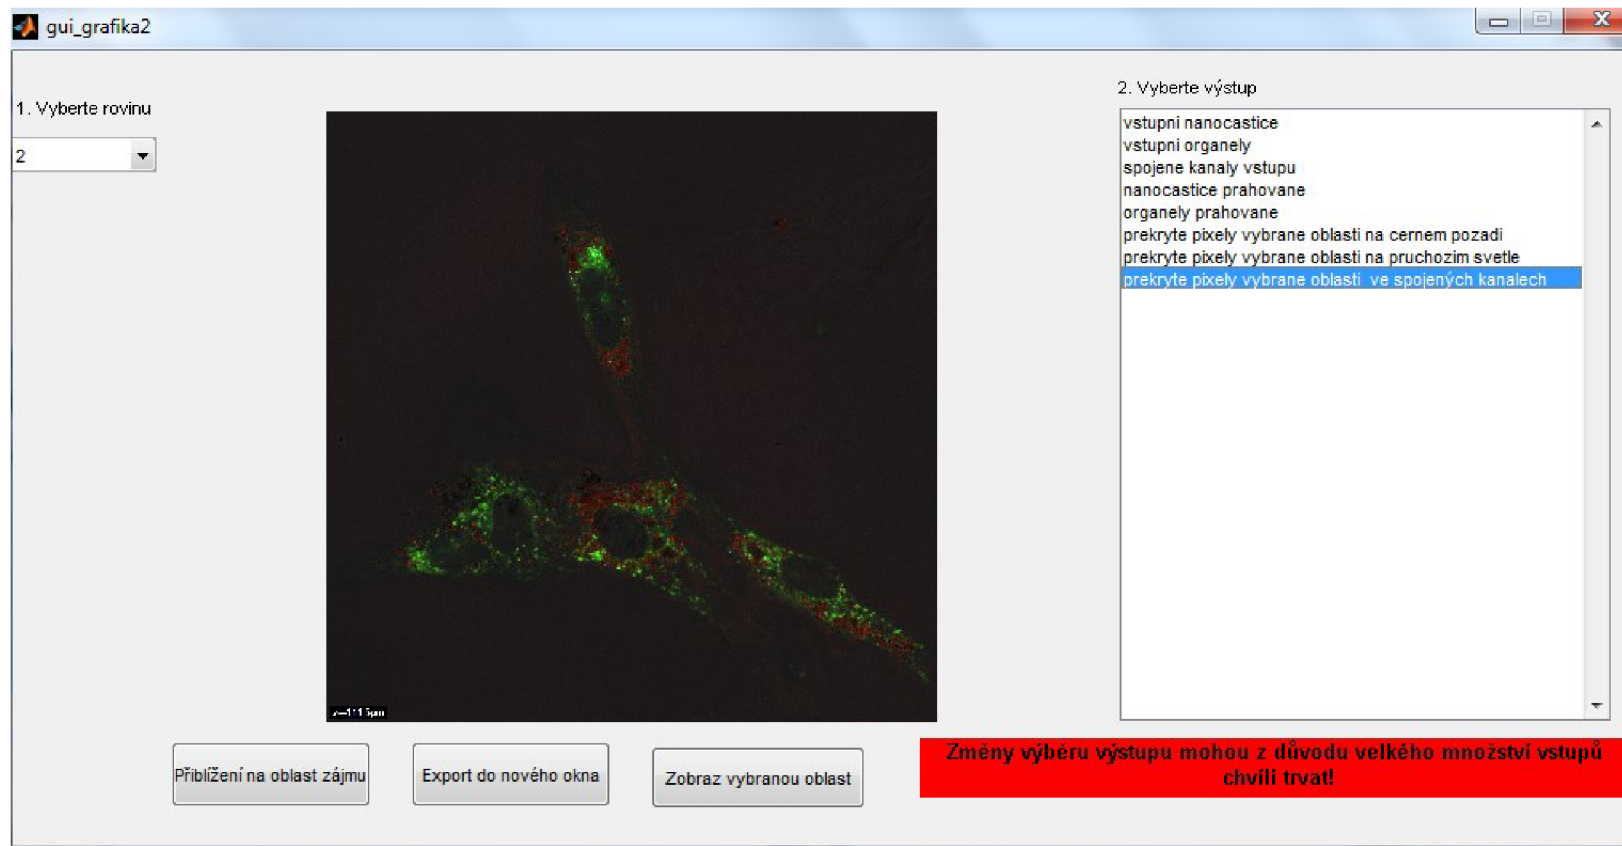 gui_grafika2
1. Vyberte rovinu
2
2. Vyberte výstup
vstupni nanocastice
vstupni organely
spojene kanaly vstupu
nanocastice prahovane
organely prahovane
prekryte pixely vybrane oblasti na cernem pozadi
prekryte pixely vybrane oblasti na pruchozim svetle
prekryte pixely vybrane oblasti  ve spojených kanalech
Přiblížení na oblast zájmu
Export do nového okna
Zobraz vybranou oblast
Změny výběru výstupu mohou z důvodu velkého množství vstupů
chvíli trvat!